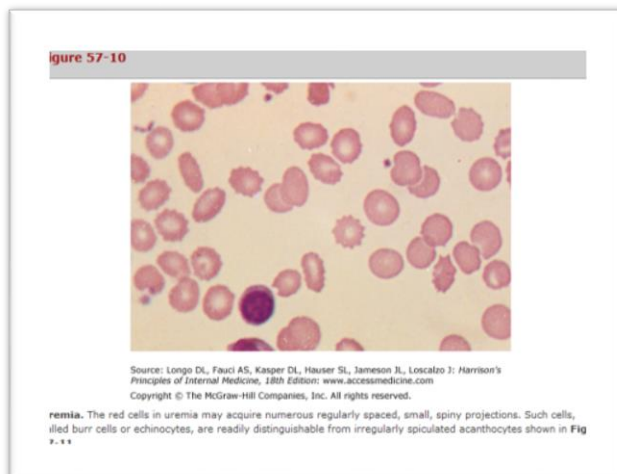 igure 57-10
Source: Longo DL, Fauci AS, Kasper DL, Hauser SL, Jameson JL, Loscalzo J: Harrison's
Principles of Internal Medicine, 18th Edition: www.accessmedicine.com
Copyright © The McGraw-Hill Companies, Inc. All rights reserved.
remia. The red cells in uremia may acquire numerous regularly spaced, small, spiny projections. Such cells,
lled burr cells or echinocytes, are readily distinguishable from irregularly spiculated acanthocytes shown in Fig